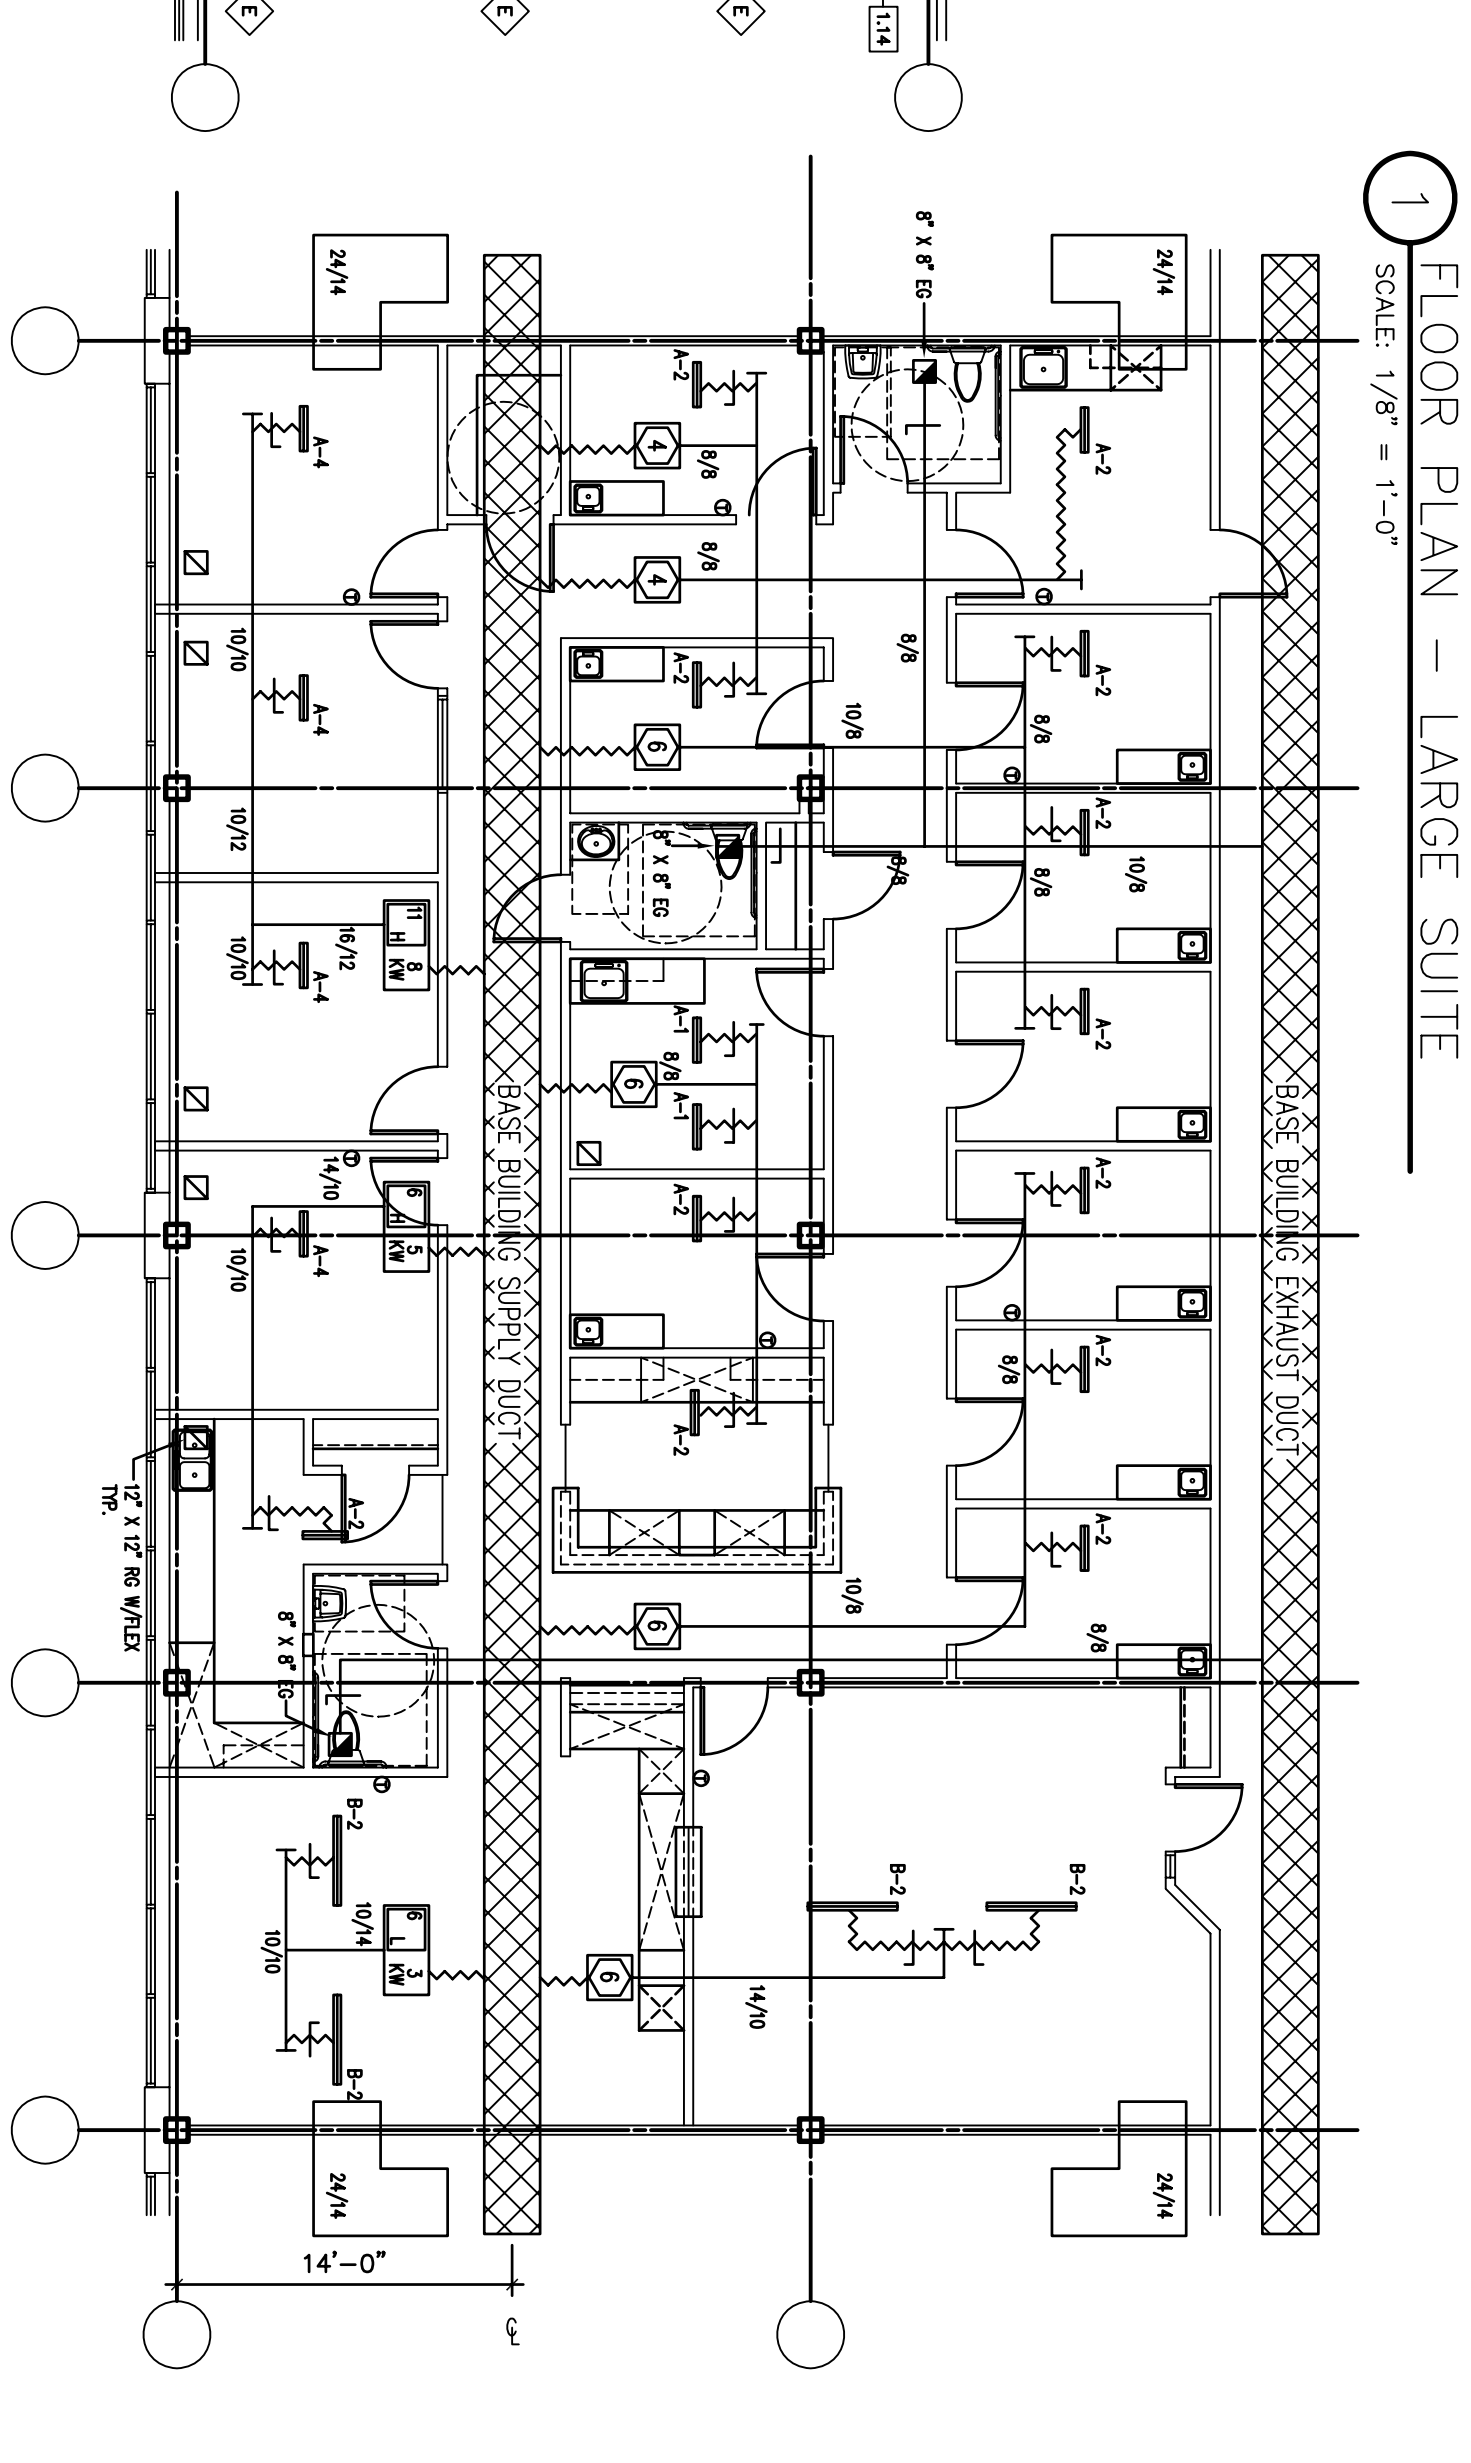 1
FLOOR PLAN - LARGE SUITE
SCALE: 1/8" = 1'-0"
E
E
E
1.14
24/14
24/14
8" X 8" EG
A-2
A-2
A-4
4
8/8
T
4
8/8
T
T
8/8
A-2
A-2
A-4
10/10
6
10/8
8/8
T
A-2
8/8
10/8
8/8
8" X 8" EG
10/12
11
H
8
KW
16/12
10/10
A-4
A-2
A-1
8/8
6
A-1
BASE BUILDING SUPPLY DUCT
BASE BUILDING EXHAUST DUCT
T
14/10
6
H
5
KW
A-4
10/10
A-2
A-2
T
T
8/8
A-2
A-2
A-2
A-2
12" X 12" RG W/FLEX
TYP.
8" X 8" EG
6
10/8
8/8
T
T
B-2
B-2
B-2
10/14
6
L
3
KW
10/10
6
14/10
B-2
24/14
24/14
14'-0"
CL